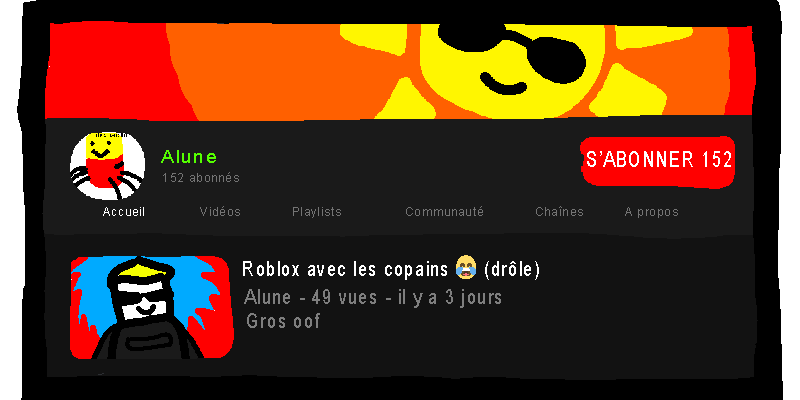 Alune
152 abonnés
S'ABONNER 152
Accueil Vidéos Playlists Communauté Chaînes A propos
Roblox avec les copains 😂 (drôle)
Alune - 49 vues - il y a 3 jours
Gros oof